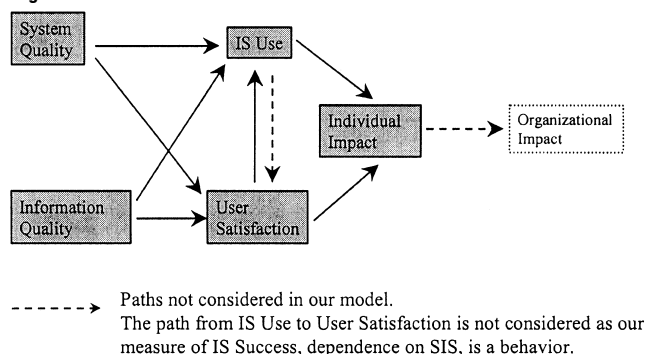 System
Quality
IS Use
Individual
Impact
Organizational
Impact
Information
Quality
User
Satisfaction
Paths not considered in our model.
The path from IS Use to User Satisfaction is not considered as our
measure of IS Success, dependence on SIS, is a behavior.